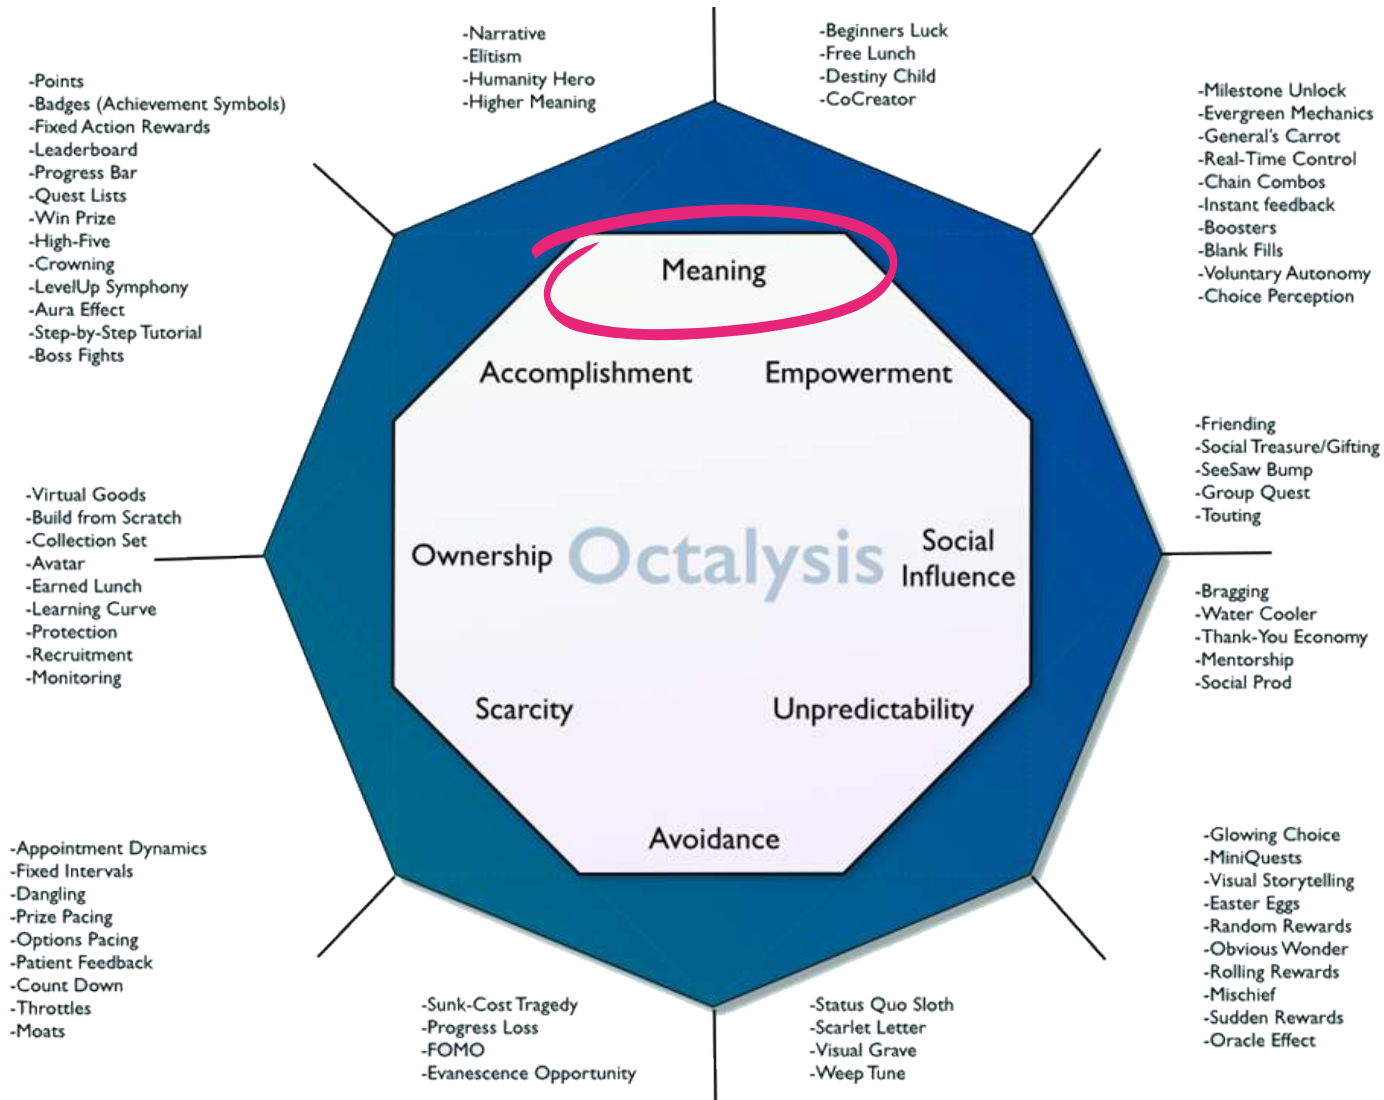 -Narrative
-Elitism
-Humanity Hero
-Higher Meaning
-Beginners Luck
-Free Lunch
-Destiny Child
-CoCreator
-Points
-Badges (Achievement Symbols)
-Fixed Action Rewards
-Leaderboard
-Progress Bar
-Quest Lists
-Win Prize
-High-Five
-Crowning
-LevelUp Symphony
-Aura Effect
-Step-by-Step Tutorial
-Boss Fights
-Milestone Unlock
-Evergreen Mechanics
-General's Carrot
-Real-Time Control
-Chain Combos
-Instant feedback
-Boosters
-Blank Fills
-Voluntary Autonomy
-Choice Perception
Meaning
Accomplishment
Empowerment
Ownership
Octalysis
Social
Influence
Scarcity
Unpredictability
Avoidance
-Virtual Goods
-Build from Scratch
-Collection Set
-Avatar
-Earned Lunch
-Learning Curve
-Protection
-Recruitment
-Monitoring
-Friending
-Social Treasure/Gifting
-SeeSaw Bump
-Group Quest
-Touting
-Bragging
-Water Cooler
-Thank-You Economy
-Mentorship
-Social Prod
-Appointment Dynamics
-Fixed Intervals
-Dangling
-Prize Pacing
-Options Pacing
-Patient Feedback
-Count Down
-Throttles
-Moats
-Sunk-Cost Tragedy
-Progress Loss
-FOMO
-Evanescence Opportunity
-Status Quo Sloth
-Scarlet Letter
-Visual Grave
-Weep Tune
-Glowing Choice
-MiniQuests
-Visual Storytelling
-Easter Eggs
-Random Rewards
-Obvious Wonder
-Rolling Rewards
-Mischief
-Sudden Rewards
-Oracle Effect